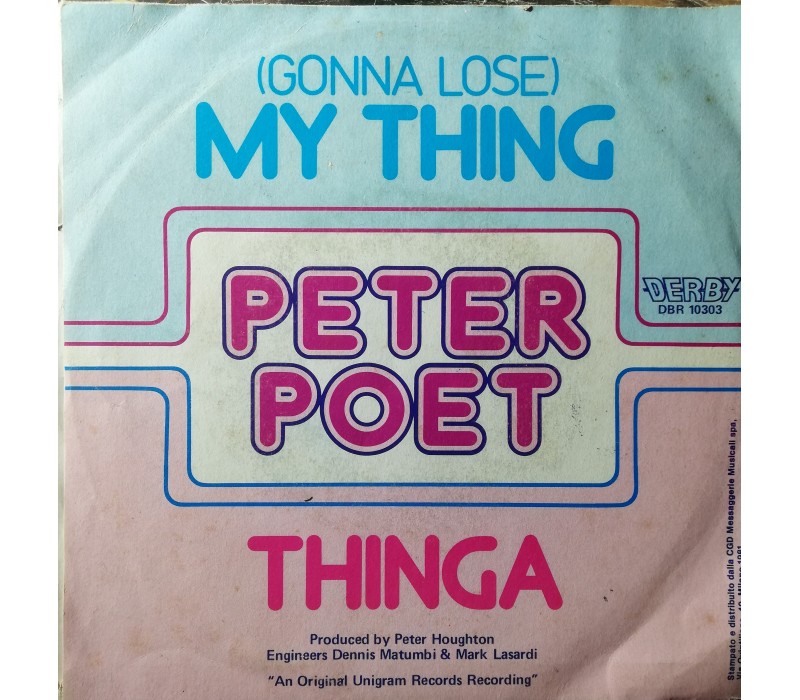 (GONNA LOSE)
MY THING
PETER
POET
DERBY
DBR 10303
THINGA
Produced by Peter Houghton
Engineers Dennis Matumbi & Mark Lasardi
"An Original Unigram Records Recording"
Stampato e distribuito dalla CGD Messaggerie Musicali spa,